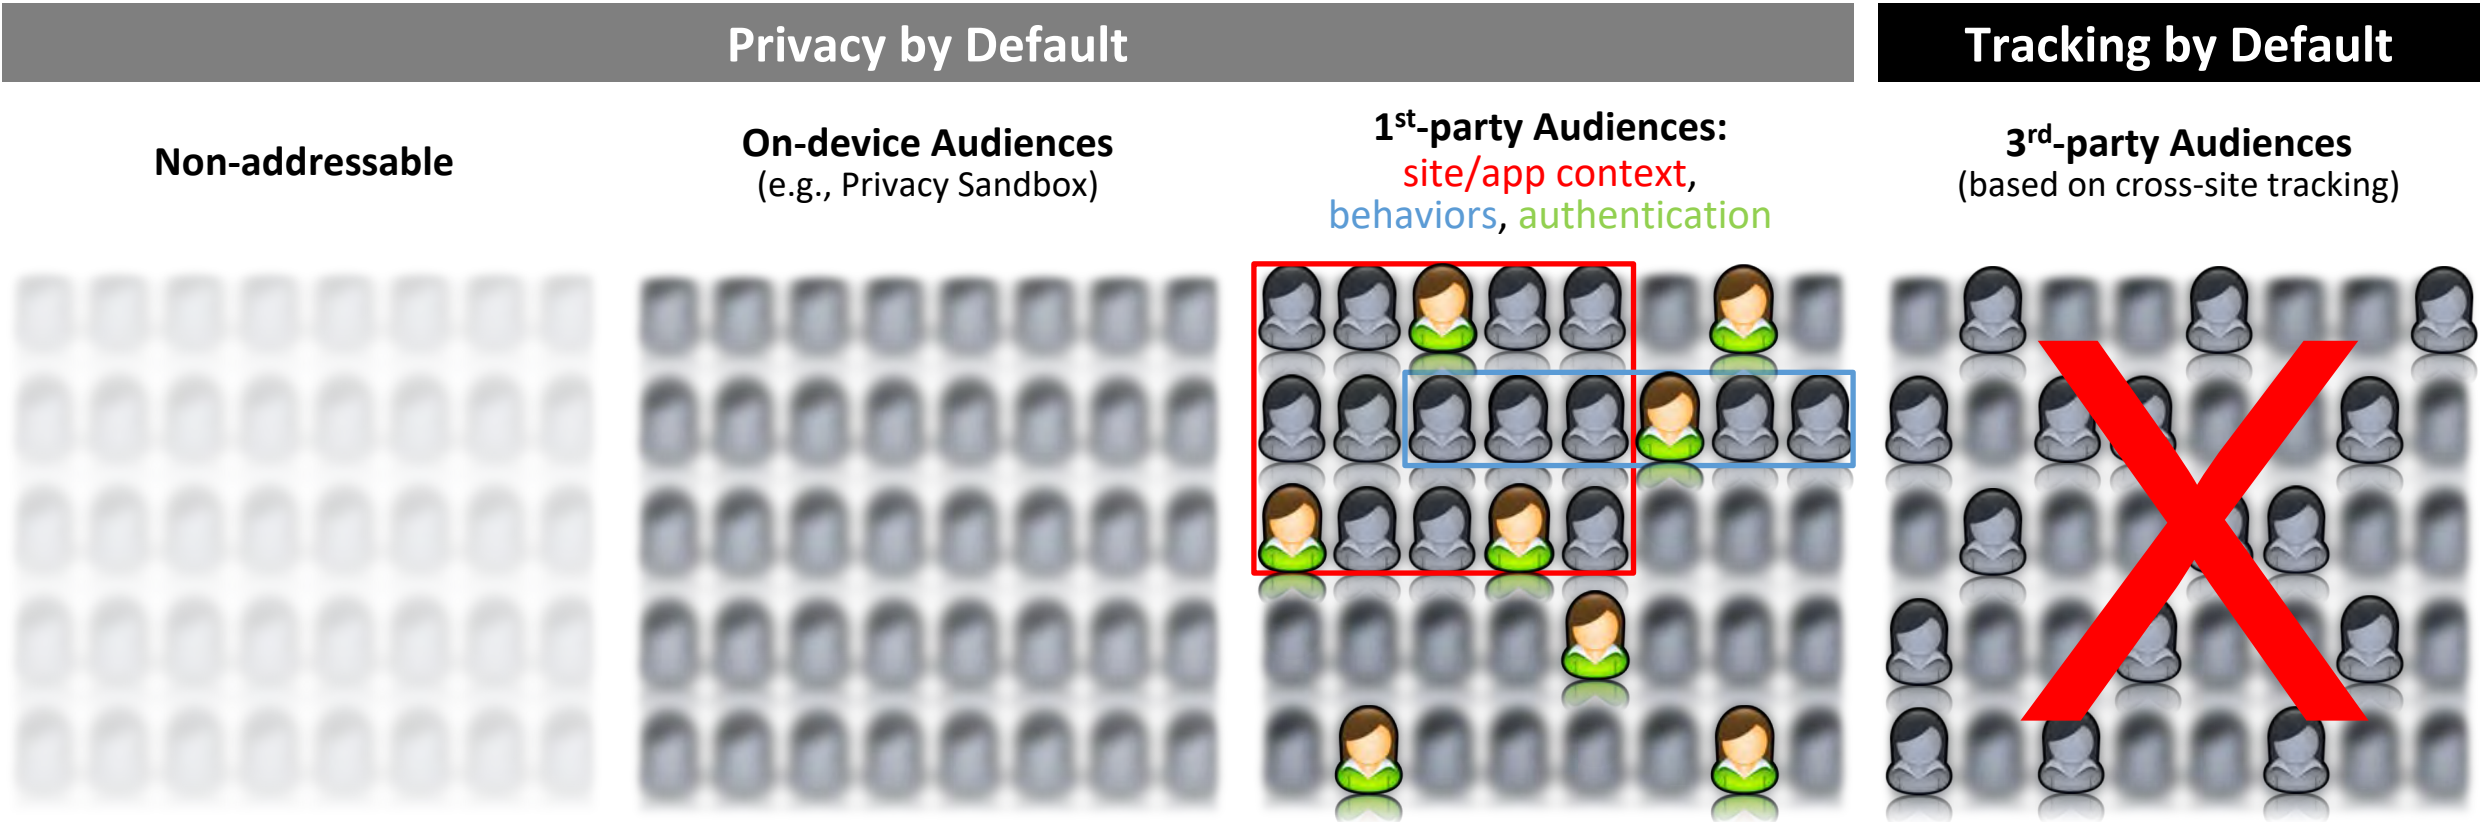 Privacy by Default
Tracking by Default
Non-addressable
On-device Audiences
(e.g., Privacy Sandbox)
1st-party Audiences:
site/app context,
behaviors, authentication
3rd-party Audiences
(based on cross-site tracking)